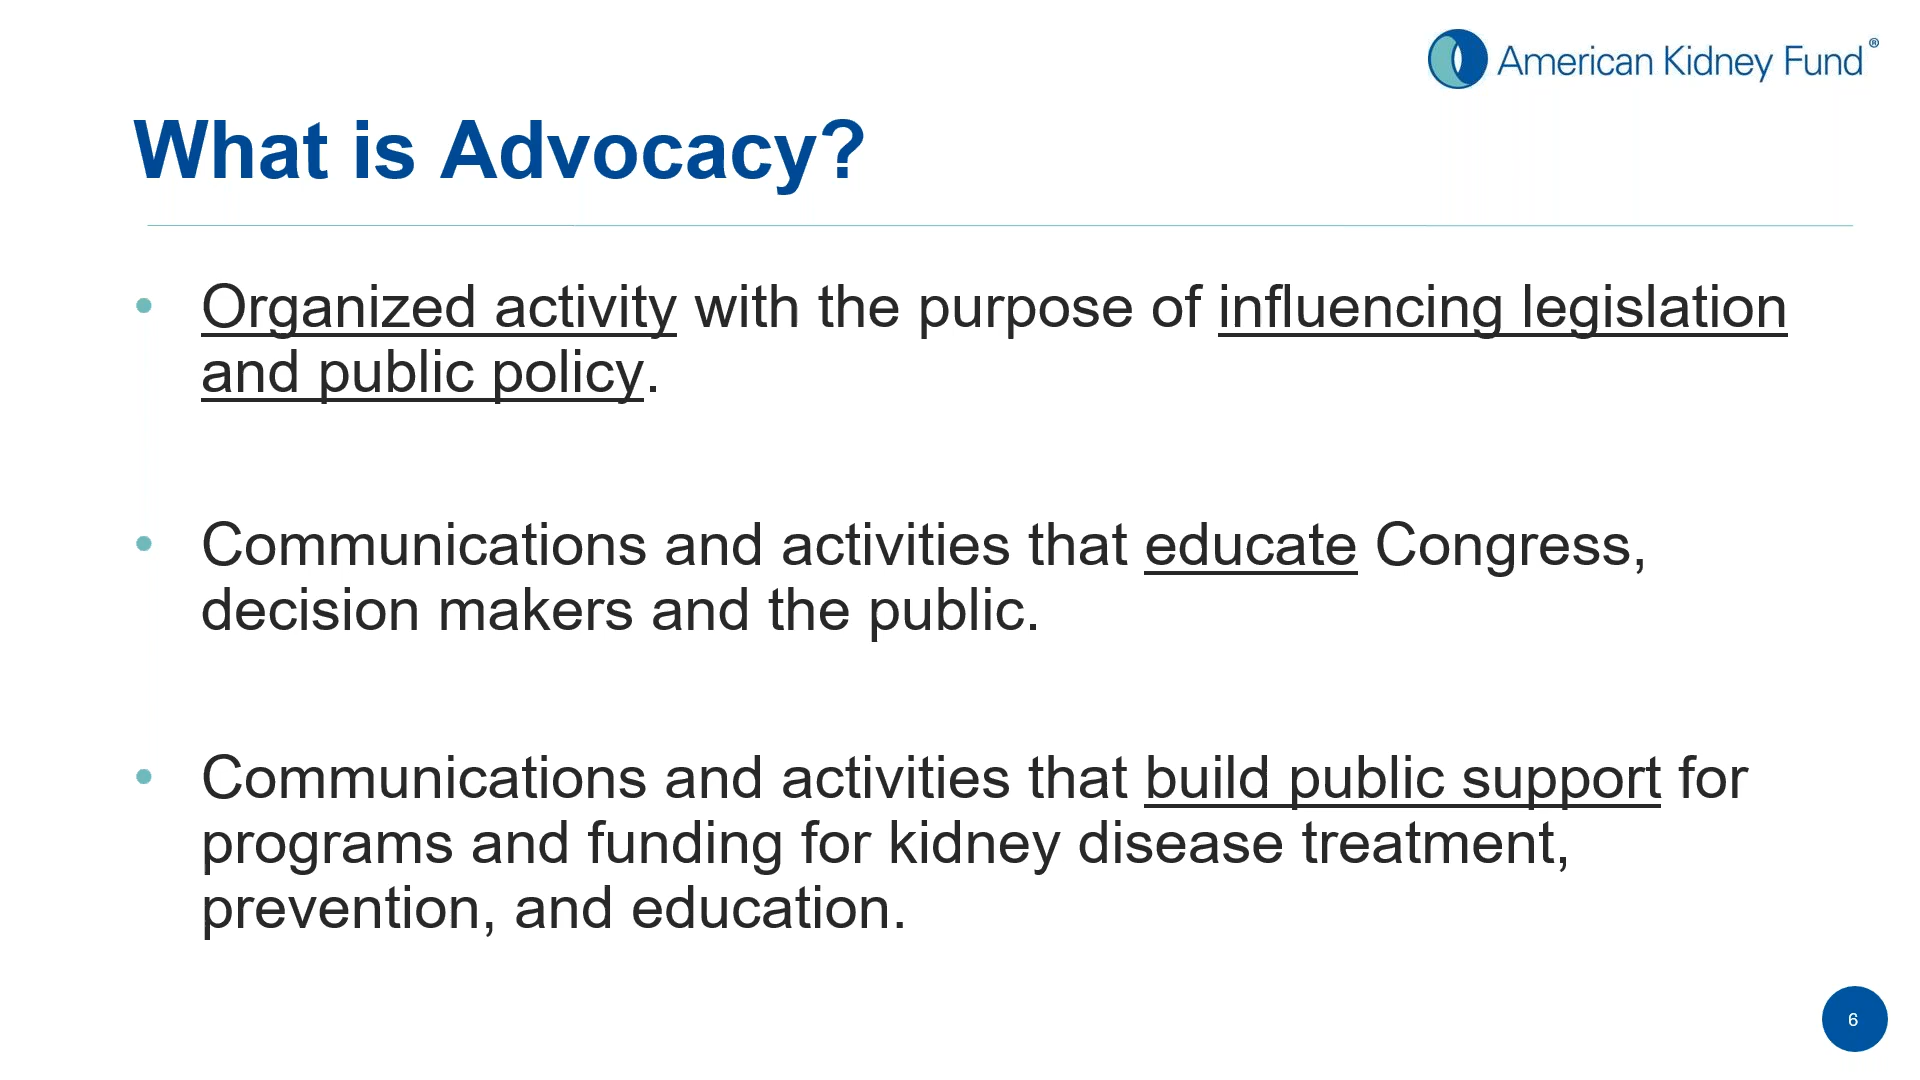 American Kidney Fund®
What is Advocacy?
• Organized activity with the purpose of influencing legislation
and public policy.
• Communications and activities that educate Congress,
decision makers and the public.
• Communications and activities that build public support for
programs and funding for kidney disease treatment,
prevention, and education.
6